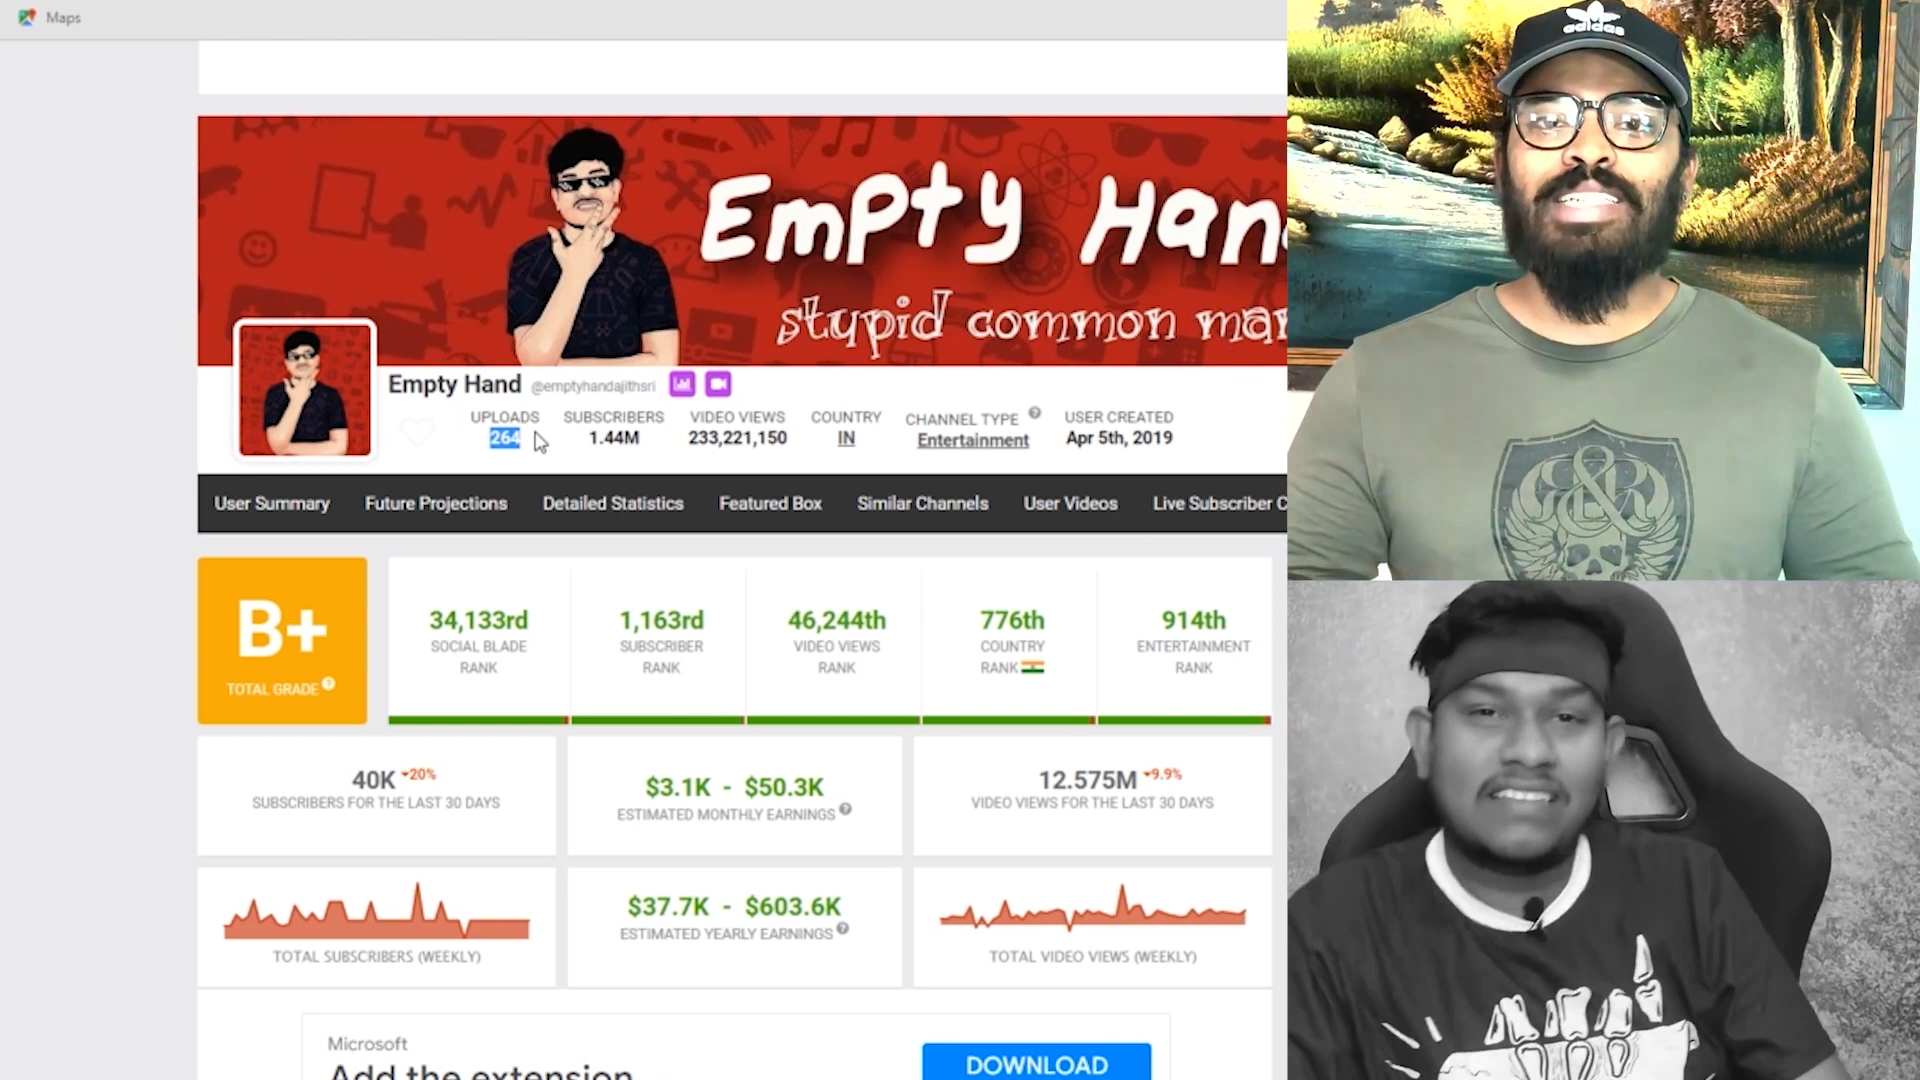 Maps
adidas
Empty Han
stupid common man
Empty Hand @emptyhandajithsri
UPLOADS SUBSCRIBERS VIDEO VIEWS COUNTRY CHANNEL TYPE ? USER CREATED
264 1.44M 233,221,150 IN Entertainment Apr 5th, 2019
User Summary Future Projections Detailed Statistics Featured Box Similar Channels User Videos Live Subscriber C
B+
TOTAL GRADE ?
34,133rd 1,163rd 46,244th 776th 914th
SOCIAL BLADE SUBSCRIBER VIDEO VIEWS COUNTRY ENTERTAINMENT
RANK RANK RANK RANK RANK
40K 20%
SUBSCRIBERS FOR THE LAST 30 DAYS
$3.1K - $50.3K
ESTIMATED MONTHLY EARNINGS ?
12.575M 9.9%
VIDEO VIEWS FOR THE LAST 30 DAYS
TOTAL SUBSCRIBERS (WEEKLY)
$37.7K - $603.6K
ESTIMATED YEARLY EARNINGS ?
TOTAL VIDEO VIEWS (WEEKLY)
Microsoft
Add the extension
DOWNLOAD